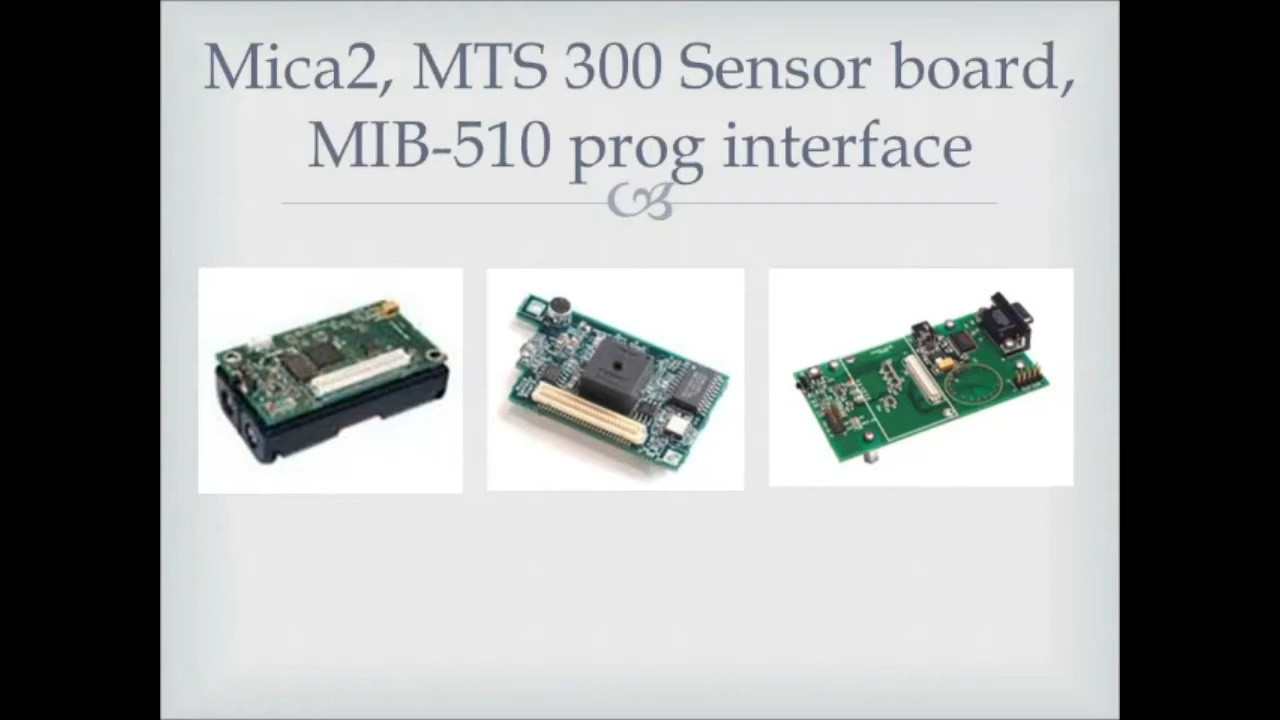 Mica2, MTS 300 Sensor board,
MIB-510 prog interface